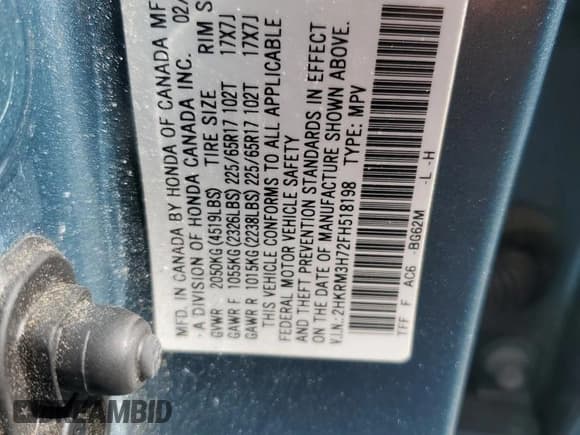 MFD. IN CANADA BY HONDA OF CANADA MF
A DIVISION OF HONDA CANADA INC. 02/
GVWR 2050KG(4519LBS) TIRE SIZE RIM S
GAWR F 1055KG(2326LBS) 225/65R17 102T 17X7J
GAWR R 1015KG(2238LBS) 225/65R17 102T 17X7J
THIS VEHICLE CONFORMS TO ALL APPLICABLE
FEDERAL MOTOR VEHICLE SAFETY
AND THEFT PREVENTION STANDARDS IN EFFECT
ON THE DATE OF MANUFACTURE SHOWN ABOVE.
V.I.N.:2HKRM3H72FH518198 TYPE: MPV
TFF F AC6 -BG62M -L -H
DREAMBID